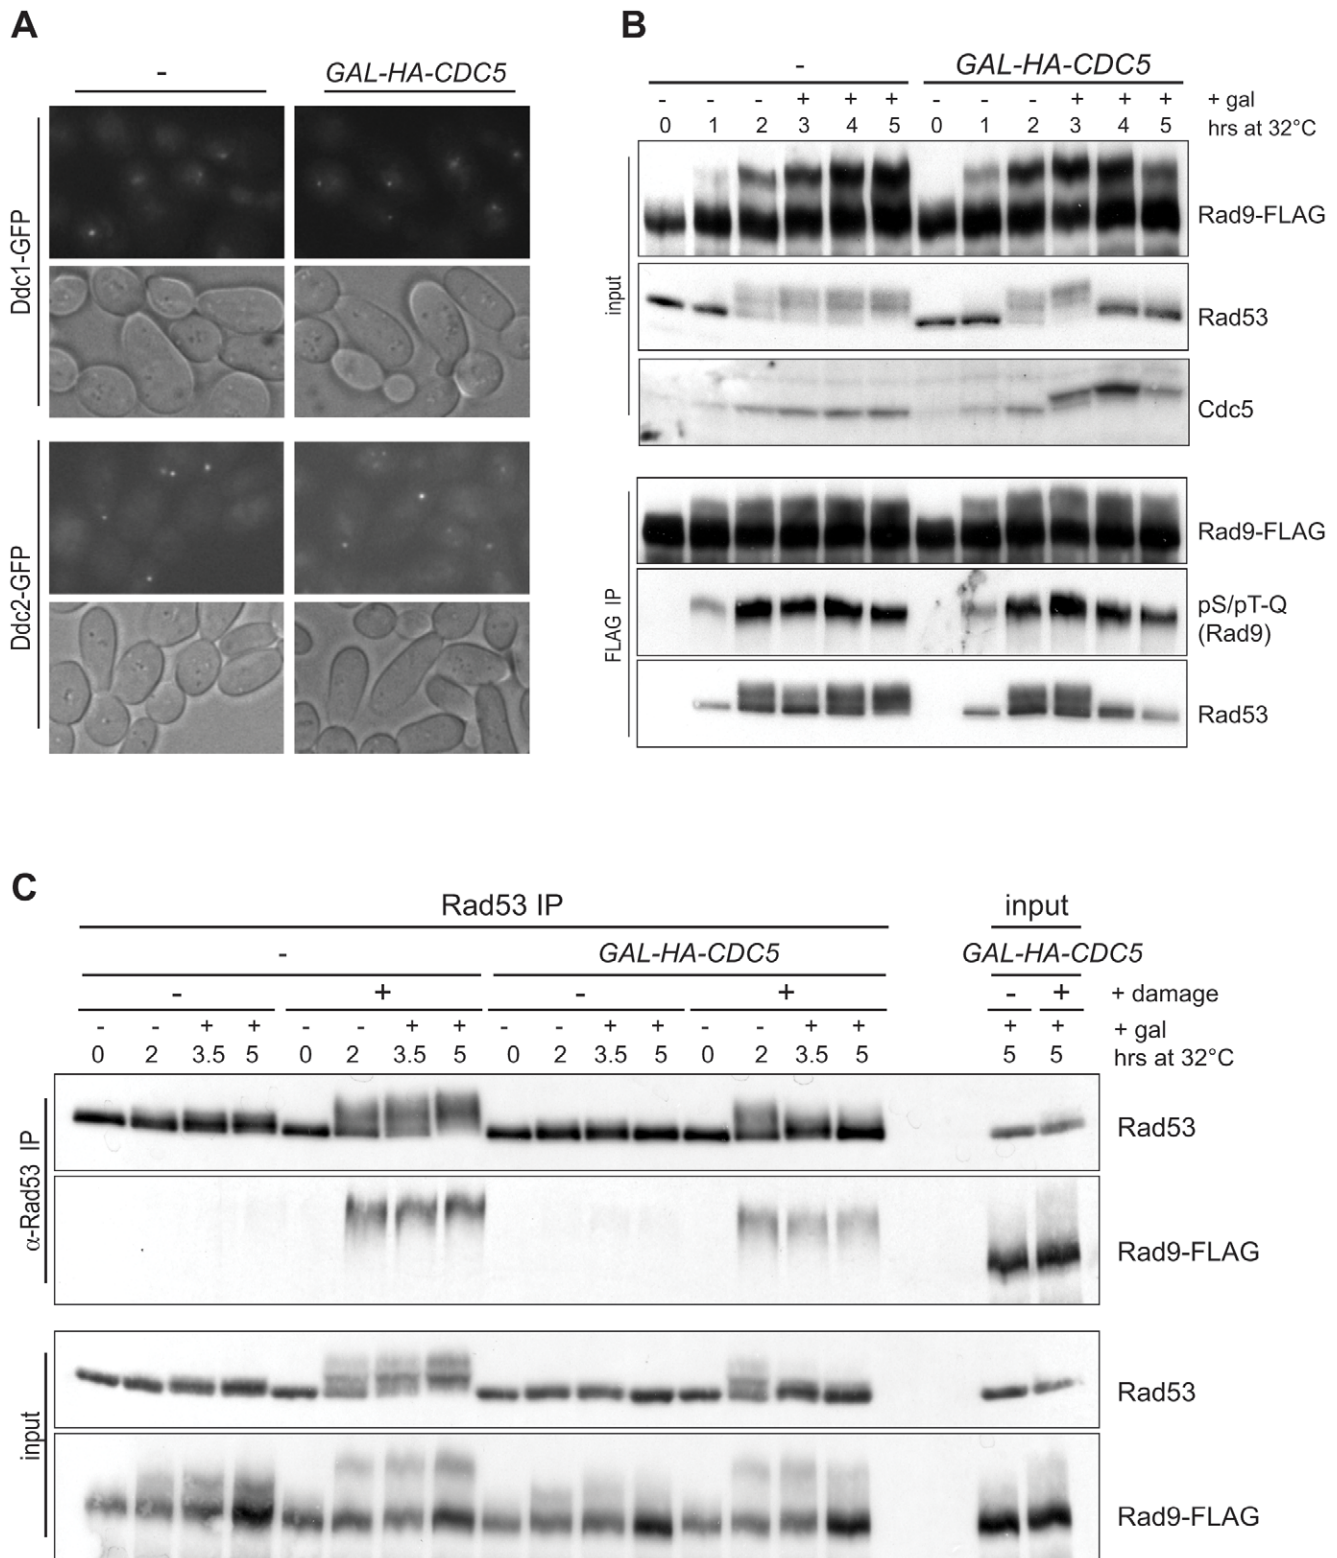 A
- GAL-HA-CDC5
Ddc1-GFP
Ddc2-GFP
B
- GAL-HA-CDC5
- - - + + + - - - + + + + gal
0 1 2 3 4 5 0 1 2 3 4 5 hrs at 32°C
input
Rad9-FLAG
Rad53
Cdc5
FLAG IP
Rad9-FLAG
pS/pT-Q
(Rad9)
Rad53
C
Rad53 IP input
- GAL-HA-CDC5 GAL-HA-CDC5
- + - + - + + damage
- - + + - - + + - - + + - - + + + + + gal
0 2 3.5 5 0 2 3.5 5 0 2 3.5 5 0 2 3.5 5 5 5 hrs at 32°C
α-Rad53 IP
Rad53
Rad9-FLAG
input
Rad53
Rad9-FLAG